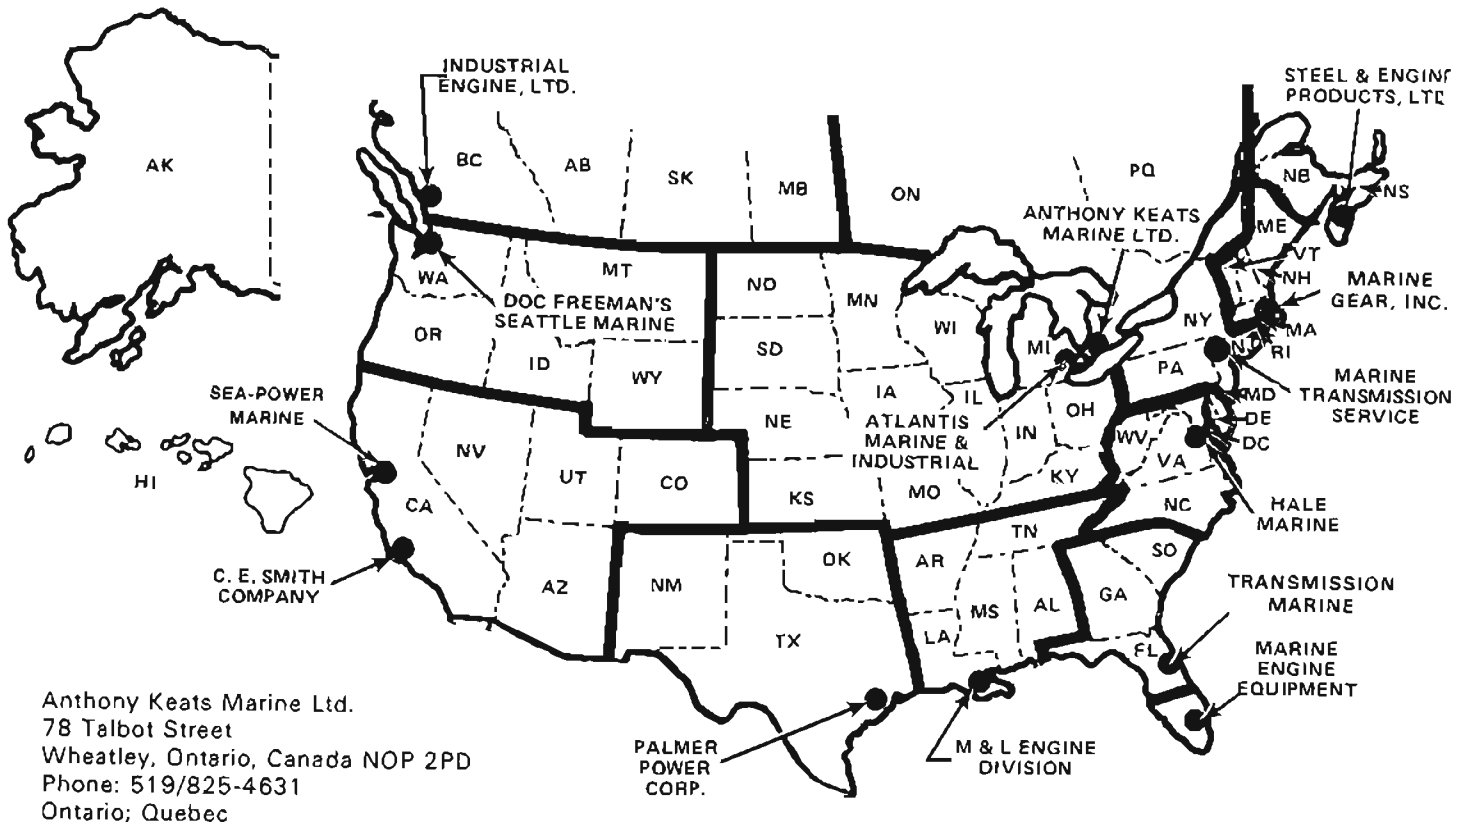 INDUSTRIAL
ENGINE, LTD.
STEEL & ENGINE
PRODUCTS, LTD
AK
BC
AB
SK
MB
ON
PQ
NB
NS
ANTHONY KEATS
MARINE LTD.
ME
VT
NH
MARINE
GEAR, INC.
MA
RI
WA
MT
ND
MN
DOC FREEMAN'S
SEATTLE MARINE
OR
ID
WY
SD
WI
MI
NY
NJ
PA
MARINE
TRANSMISSION
SERVICE
SEA-POWER
MARINE
NE
IA
IL
IN
OH
ATLANTIS
MARINE &
INDUSTRIAL
MD
DE
DC
WV
VA
HI
CA
NV
UT
CO
KS
MO
KY
NC
HALE
MARINE
C. E. SMITH
COMPANY
AZ
NM
OK
AR
TN
SO
TX
LA
MS
AL
GA
FL
TRANSMISSION
MARINE
MARINE
ENGINE
EQUIPMENT
PALMER
POWER
CORP.
M & L ENGINE
DIVISION
Anthony Keats Marine Ltd.
78 Talbot Street
Wheatley, Ontario, Canada NOP 2PD
Phone: 519/825-4631
Ontario; Quebec